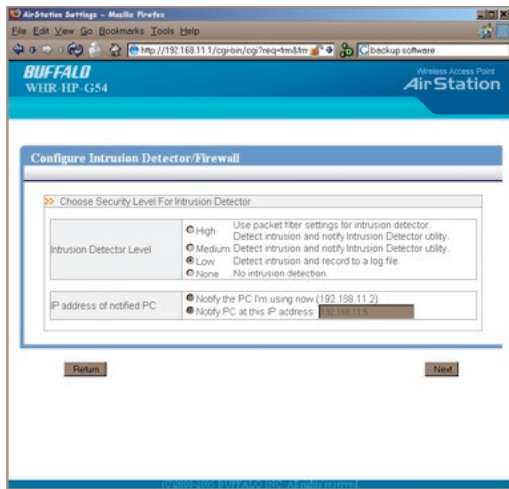 AirStation Settings - Mozilla Firefox
File Edit View Go Bookmarks Tools Help
http://192.168.11.1/cgi-bin/cgi?req=frm&frm
backup software
BUFFALO
WHR-HP-G54
Wireless Access Point
AirStation
Configure Intrusion Detector/Firewall
Choose Security Level For Intrusion Detector
Intrusion Detector Level
High Use packet filter settings for intrusion detector.
Detect intrusion and notify Intrusion Detector utility.
Medium Detect intrusion and notify Intrusion Detector utility.
Low Detect intrusion and record to a log file.
None No intrusion detection.
IP address of notified PC
Notify the PC I'm using now (192.168.11.2)
Notify PC at this IP address: 192.168.11.5
Return
Next
(C)2000-2005 BUFFALO INC. All rights reserved.